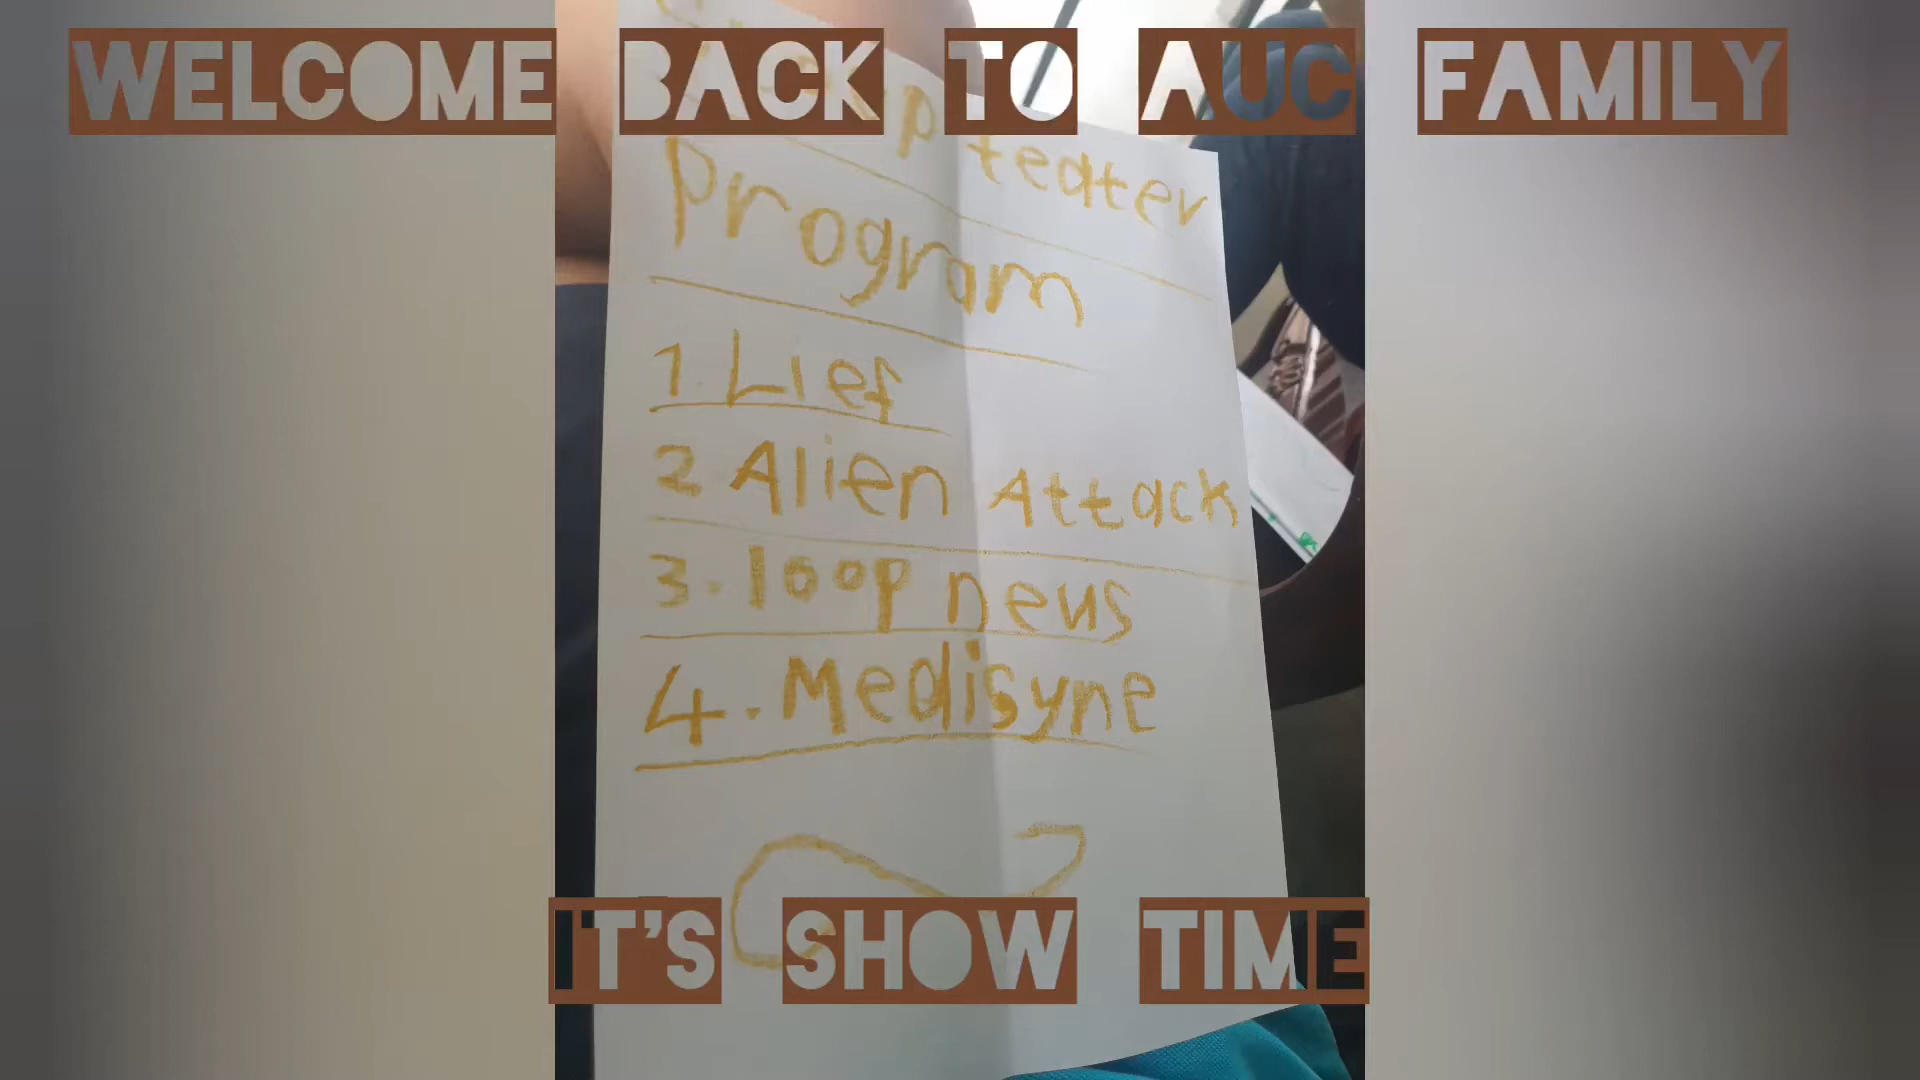 WELCOME BACK TO AUC FAMILY
teater
Program
1. Lief
2 Alien Attack
3. loop neus
4. Medisyne
IT'S SHOW TIME